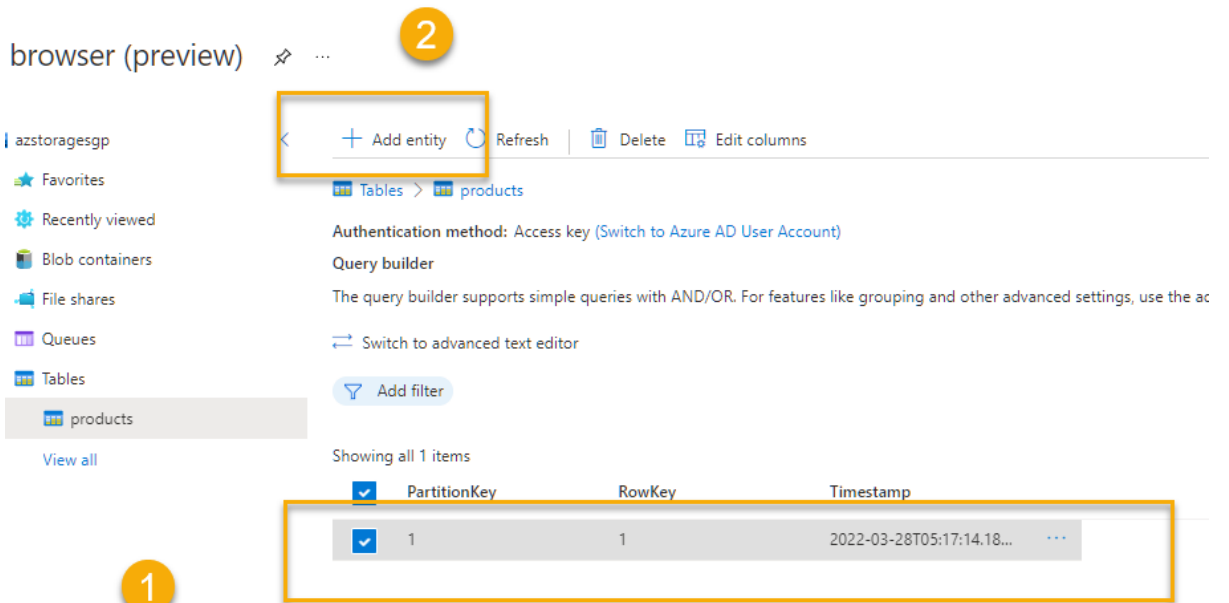 2
browser (preview) ...
azstoragesgp
Add entity Refresh Delete Edit columns
Favorites
Tables > products
Recently viewed
Authentication method: Access key (Switch to Azure AD User Account)
Blob containers
Query builder
File shares
The query builder supports simple queries with AND/OR. For features like grouping and other advanced settings, use the
Queues
Switch to advanced text editor
Tables
Add filter
products
View all
Showing all 1 items
PartitionKey RowKey Timestamp
1 1 2022-03-28T05:17:14.18... ...
1